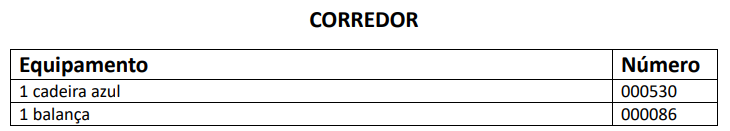 CORREDOR
Equipamento Número
1 cadeira azul 000530
1 balança 000086